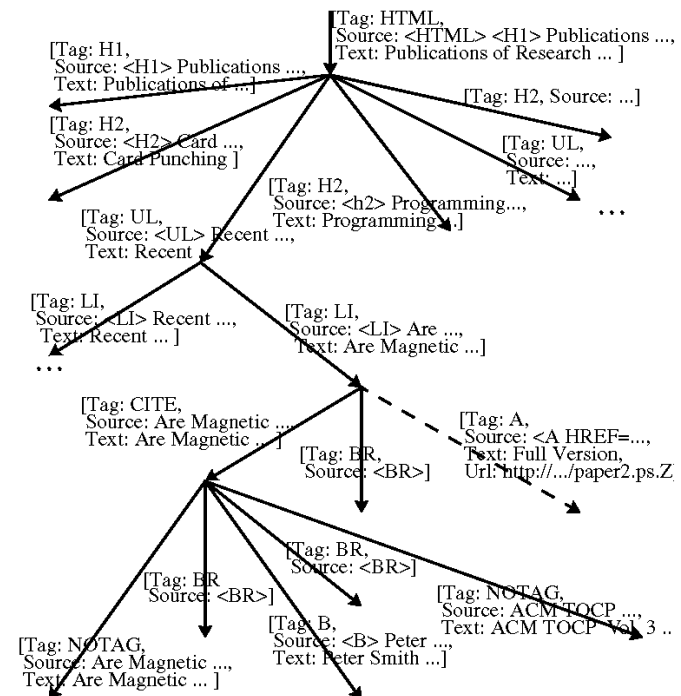 [Tag: HTML,
Source: <HTML> <H1> Publications ...,
Text: Publications of Research ... ]
[Tag: H1,
Source: <H1> Publications ...,
Text: Publications of ...]
[Tag: H2, Source: ...]
[Tag: H2,
Source: <H2> Card ...,
Text: Card Punching ]
[Tag: UL,
Source: ...,
Text: ...]
...
[Tag: H2,
Source: <h2> Programming...,
Text: Programming...]
[Tag: UL,
Source: <UL> Recent ...,
Text: Recent
[Tag: LI,
Source: <LI> Recent ...,
Text: Recent ... ]
...
[Tag: LI,
Source: <LI> Are ...,
Text: Are Magnetic ...]
[Tag: CITE,
Source: Are Magnetic ...,
Text: Are Magnetic ... ]
[Tag: BR,
Source: <BR>]
[Tag: A,
Source: <A HREF=...,
Text: Full Version,
Url: http://.../paper2.ps.Z]
[Tag: BR,
Source: <BR>]
[Tag: BR
Source: <BR>]
[Tag: NOTAG,
Source: ACM TOCP ...,
Text: ACM TOCP Vol. 3 ..
[Tag: B,
Source: <B> Peter ...,
Text: Peter Smith ...]
[Tag: NOTAG,
Source: Are Magnetic ...,
Text: Are Magnetic ... ]